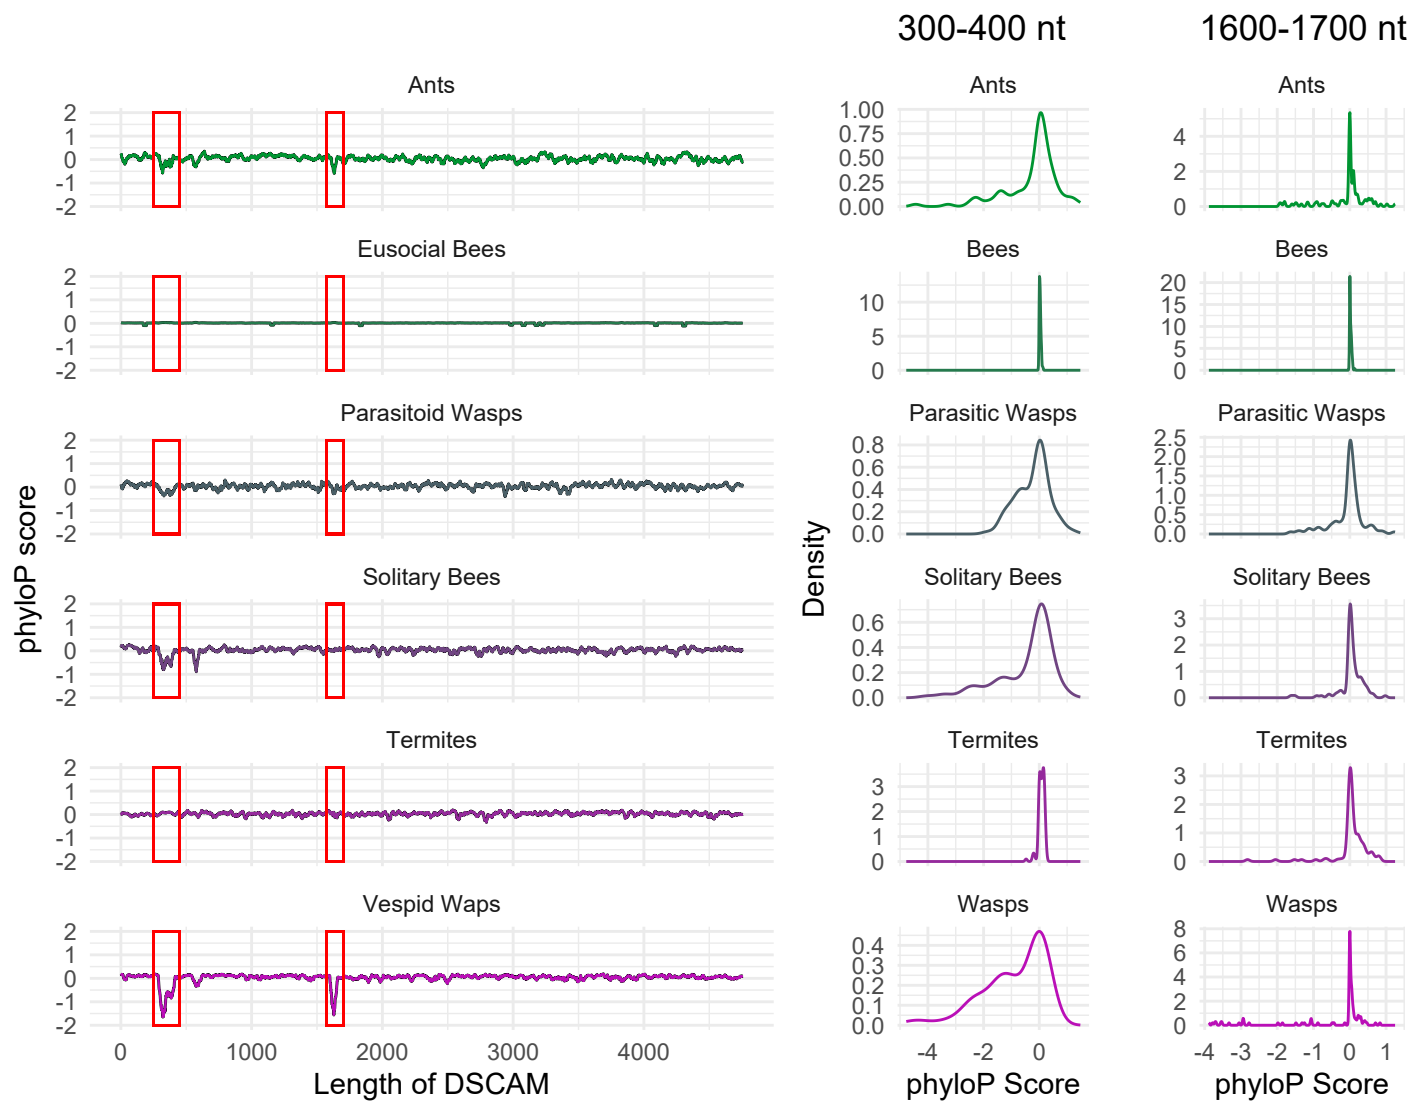 300-400 nt
1600-1700 nt
Ants
2
1
0
-1
-2
Eusocial Bees
2
1
0
-1
-2
Parasitoid Wasps
2
1
0
-1
-2
Solitary Bees
2
1
0
-1
-2
Termites
2
1
0
-1
-2
Vespid Waps
2
1
0
-1
-2
0 1000 2000 3000 4000
Length of DSCAM
phyloP score
Ants
1.00
0.75
0.50
0.25
0.00
Bees
10
5
0
Parasitic Wasps
0.8
0.6
0.4
0.2
0.0
Solitary Bees
0.6
0.4
0.2
0.0
Termites
3
2
1
0
Wasps
0.4
0.3
0.2
0.1
0.0
-4 -2 0
phyloP Score
Density
Ants
4
2
0
Bees
20
15
10
5
0
Parasitic Wasps
2.5
2.0
1.5
1.0
0.5
0.0
Solitary Bees
3
2
1
0
Termites
3
2
1
0
Wasps
8
6
4
2
0
-4 -3 -2 -1 0 1
phyloP Score